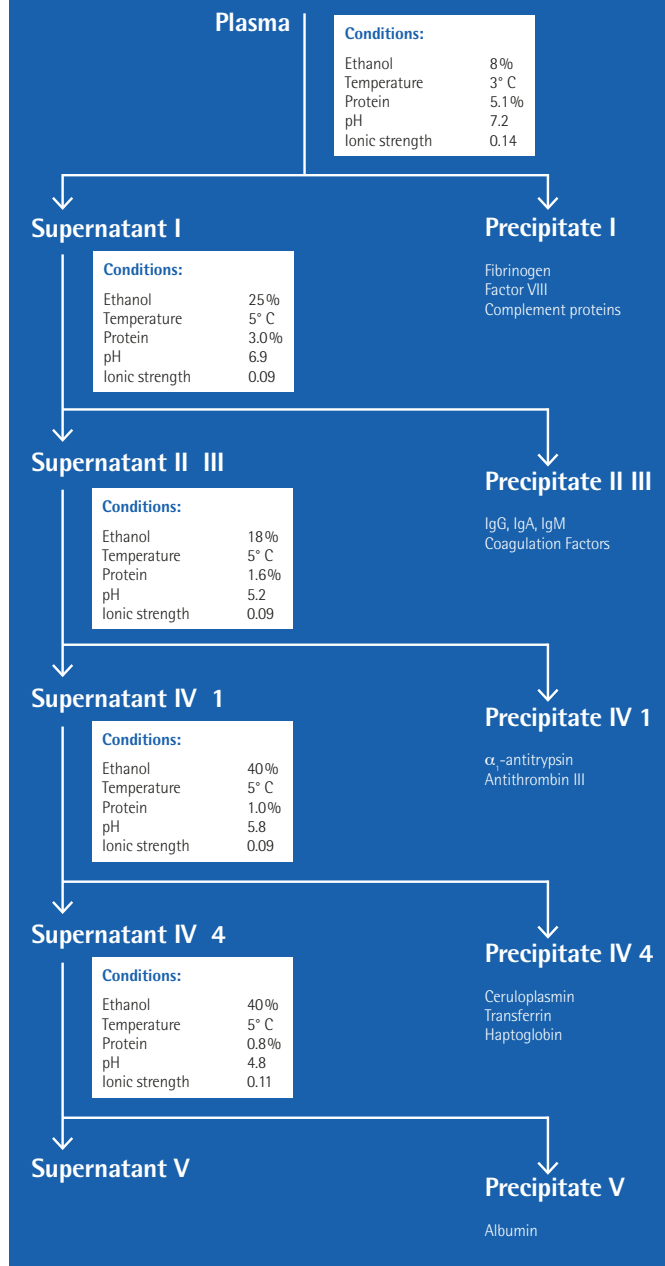 Plasma
Conditions:
Ethanol 8%
Temperature 3° C
Protein 5.1%
pH 7.2
Ionic strength 0.14
Supernatant I
Precipitate I
Fibrinogen
Factor VIII
Complement proteins
Conditions:
Ethanol 25%
Temperature 5° C
Protein 3.0%
pH 6.9
Ionic strength 0.09
Supernatant II III
Precipitate II III
IgG, IgA, IgM
Coagulation Factors
Conditions:
Ethanol 18%
Temperature 5° C
Protein 1.6%
pH 5.2
Ionic strength 0.09
Supernatant IV 1
Precipitate IV 1
α₁-antitrypsin
Antithrombin III
Conditions:
Ethanol 40%
Temperature 5° C
Protein 1.0%
pH 5.8
Ionic strength 0.09
Supernatant IV 4
Precipitate IV 4
Ceruloplasmin
Transferrin
Haptoglobin
Conditions:
Ethanol 40%
Temperature 5° C
Protein 0.8%
pH 4.8
Ionic strength 0.11
Supernatant V
Precipitate V
Albumin